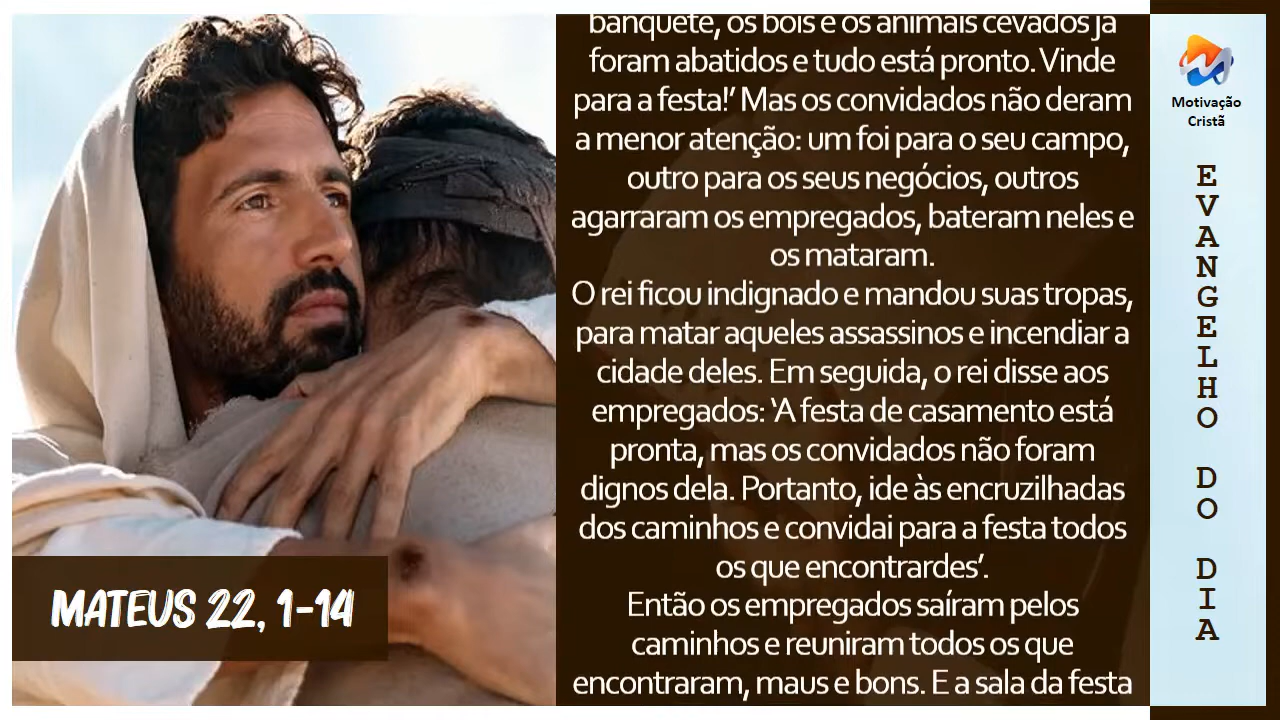 banquete, os bois e os animais cevados já
foram abatidos e tudo está pronto. Vinde
para a festa!’ Mas os convidados não deram
a menor atenção: um foi para o seu campo,
outro para os seus negócios, outros
agarraram os empregados, bateram neles e
os mataram.
O rei ficou indignado e mandou suas tropas,
para matar aqueles assassinos e incendiar a
cidade deles. Em seguida, o rei disse aos
empregados: ‘A festa de casamento está
pronta, mas os convidados não foram
dignos dela. Portanto, ide às encruzilhadas
dos caminhos e convidai para a festa todos
os que encontrardes’.
Então os empregados saíram pelos
caminhos e reuniram todos os que
encontraram, maus e bons. E a sala da festa
MATEUS 22, 1-14
Motivação
Cristã
EVANGELHO DO DIA